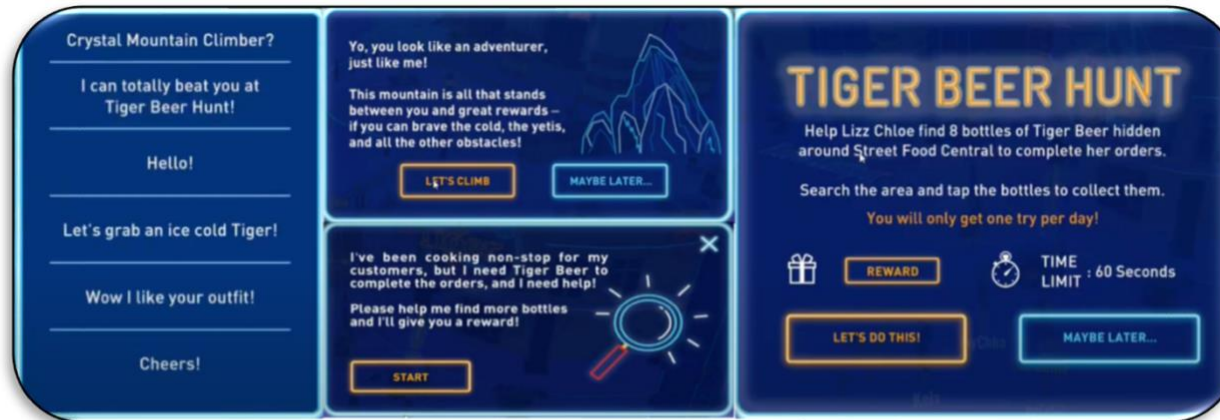 Crystal Mountain Climber?
I can totally beat you at
Tiger Beer Hunt!
Hello!
Let's grab an ice cold Tiger!
Wow I like your outfit!
Cheers!
Yo, you look like an adventurer,
just like me!
This mountain is all that stands
between you and great rewards –
if you can brave the cold, the yetis,
and all the other obstacles!
LET'S CLIMB
MAYBE LATER...
I've been cooking non-stop for my
customers, but I need Tiger Beer to
complete the orders, and I need help!
Please help me find more bottles
and I'll give you a reward!
START
TIGER BEER HUNT
Help Lizz Chloe find 8 bottles of Tiger Beer hidden
around Street Food Central to complete her orders.
Search the area and tap the bottles to collect them.
You will only get one try per day!
REWARD
TIME
LIMIT : 60 Seconds
LET'S DO THIS!
MAYBE LATER...